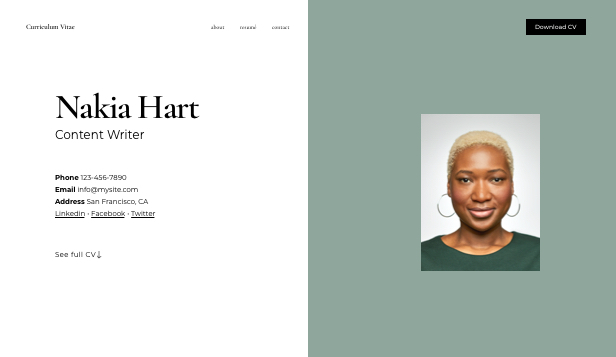 Curriculum Vitae
about resumé contact
Download CV
Nakia Hart
Content Writer
Phone 123-456-7890
Email info@mysite.com
Address San Francisco, CA
Linkedin · Facebook · Twitter
See full CV↓